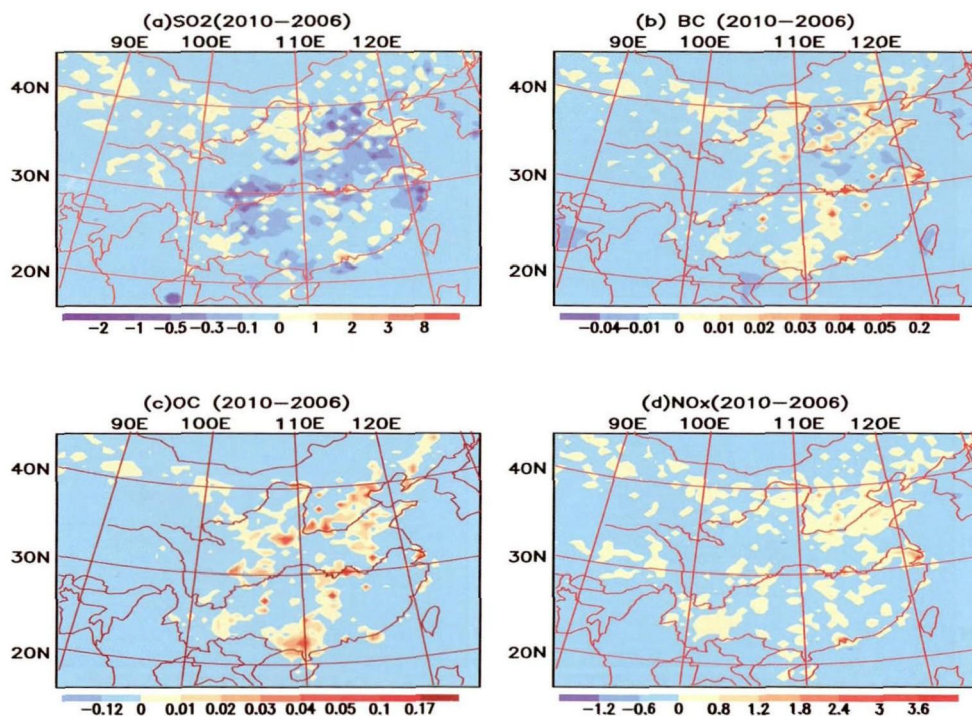 (a)SO2(2010−2006)
90E 100E 110E 120E
40N
30N
20N
−2 −1 −0.5 −0.3 −0.1 0 1 2 3 8
(b) BC (2010−2006)
90E 100E 110E 120E
40N
30N
20N
−0.04 −0.01 0 0.01 0.02 0.03 0.04 0.05 0.2
(c)OC (2010−2006)
90E 100E 110E 120E
40N
30N
20N
−0.12 0 0.01 0.02 0.03 0.04 0.05 0.1 0.17
(d)NOx(2010−2006)
90E 100E 110E 120E
40N
30N
20N
−1.2 −0.6 0 0.8 1.2 1.8 2.4 3 3.6